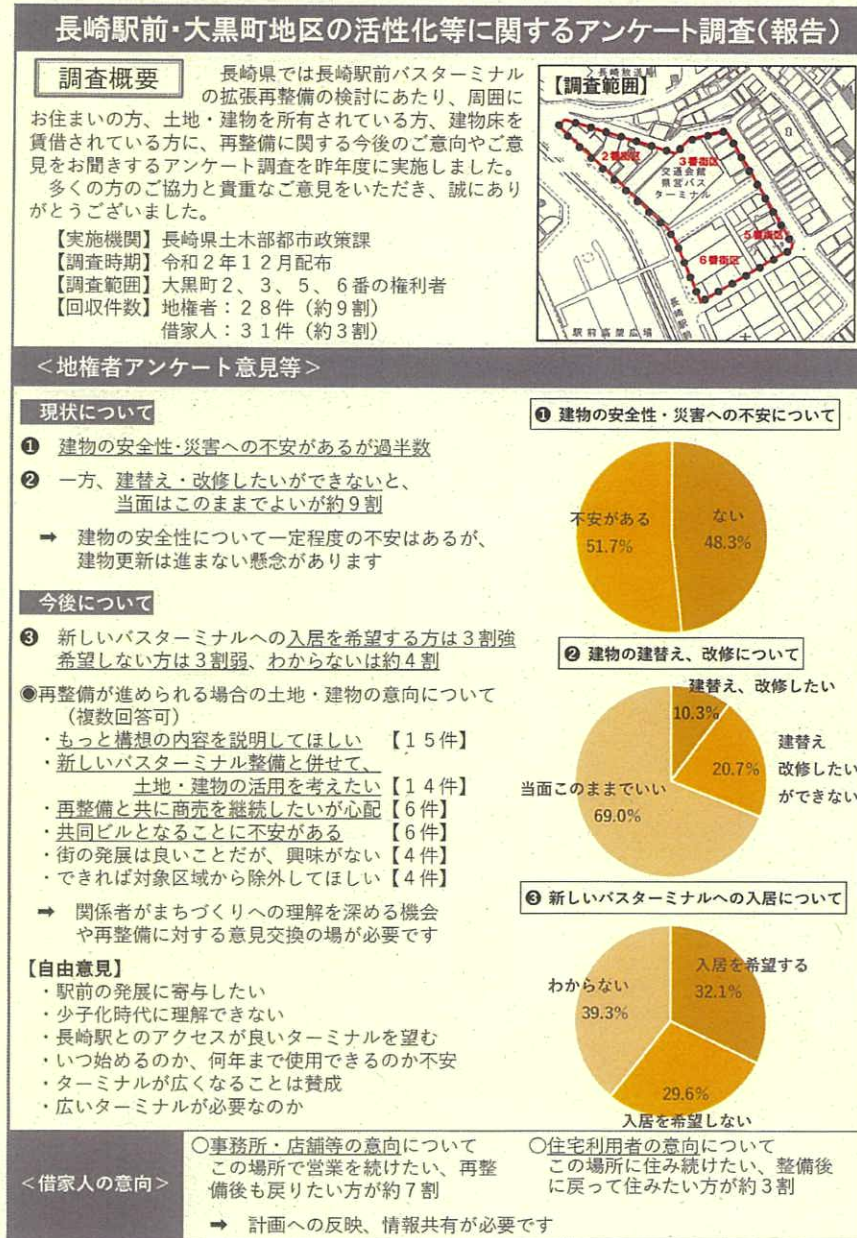 長崎駅前・大黒町地区の活性化等に関するアンケート調査(報告)
調査概要
長崎県では長崎駅前バスターミナル
の拡張再整備の検討にあたり、周囲に
お住まいの方、土地・建物を所有されている方、建物床を
賃借されている方に、再整備に関する今後のご意向やご意
見をお聞きするアンケート調査を昨年度に実施しました。
多くの方のご協力と貴重なご意見をいただき、誠にあり
がとうございました。
【実施機関】長崎県土木部都市政策課
【調査時期】令和2年12月配布
【調査範囲】大黒町2、3、5、6番の権利者
【回収件数】地権者:28件(約9割)
借家人:31件(約3割)
【調査範囲】
2番街区
3番街区
交通会館
県営バス
ターミナル
5番街区
6番街区
長崎駅前
駅前高架広場
<地権者アンケート意見等>
現状について
❶ 建物の安全性・災害への不安があるが過半数
❷ 一方、建替え・改修したいができないと、
当面はこのままでよいが約9割
➡ 建物の安全性について一定程度の不安はあるが、
建物更新は進まない懸念があります
今後について
❸ 新しいバスターミナルへの入居を希望する方は3割強
希望しない方は3割弱、わからないは約4割
◉再整備が進められる場合の土地・建物の意向について
(複数回答可)
・もっと構想の内容を説明してほしい 【15件】
・新しいバスターミナル整備と併せて、
土地・建物の活用を考えたい【14件】
・再整備と共に商売を継続したいが心配【6件】
・共同ビルとなることに不安がある 【6件】
・街の発展は良いことだが、興味がない【4件】
・できれば対象区域から除外してほしい【4件】
➡ 関係者がまちづくりへの理解を深める機会
や再整備に対する意見交換の場が必要です
【自由意見】
・駅前の発展に寄与したい
・少子化時代に理解できない
・長崎駅とのアクセスが良いターミナルを望む
・いつ始めるのか、何年まで使用できるのか不安
・ターミナルが広くなることは賛成
・広いターミナルが必要なのか
❶ 建物の安全性・災害への不安について
不安がある
51.7%
ない
48.3%
❷ 建物の建替え、改修について
建替え、改修したい
10.3%
建替え
改修したい
ができない
20.7%
当面このままでいい
69.0%
❸ 新しいバスターミナルへの入居について
入居を希望する
32.1%
わからない
39.3%
29.6%
入居を希望しない
<借家人の意向>
○事務所・店舗等の意向について
この場所で営業を続けたい、再整
備後も戻りたい方が約7割
○住宅利用者の意向について
この場所に住み続けたい、整備後
に戻って住みたい方が約3割
➡ 計画への反映、情報共有が必要です